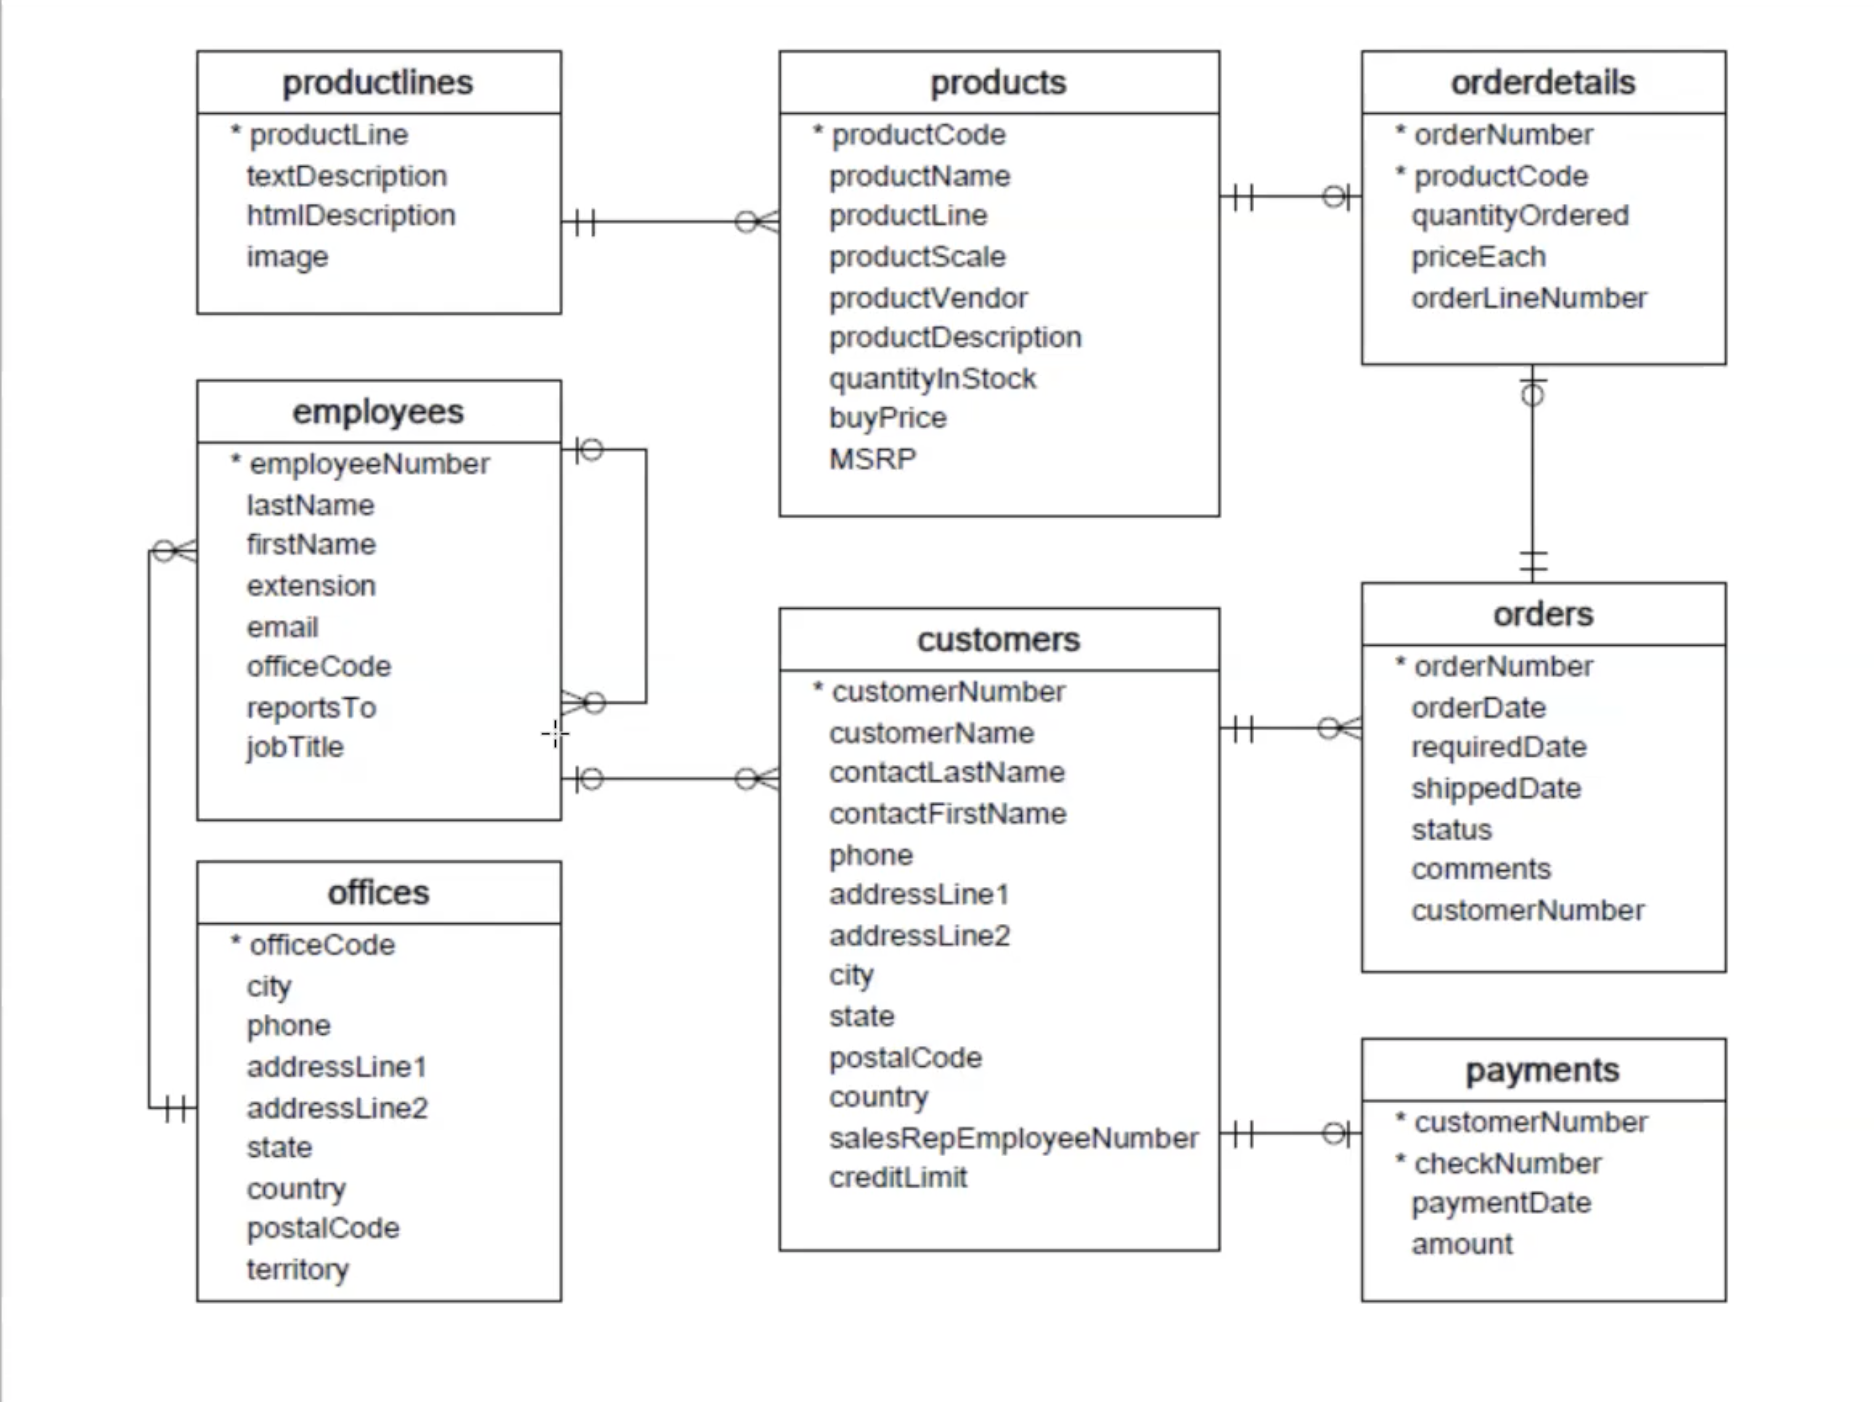 productlines
* productLine
textDescription
htmlDescription
image
products
* productCode
productName
productLine
productScale
productVendor
productDescription
quantityInStock
buyPrice
MSRP
orderdetails
* orderNumber
* productCode
quantityOrdered
priceEach
orderLineNumber
employees
* employeeNumber
lastName
firstName
extension
email
officeCode
reportsTo
jobTitle
customers
* customerNumber
customerName
contactLastName
contactFirstName
phone
addressLine1
addressLine2
city
state
postalCode
country
salesRepEmployeeNumber
creditLimit
orders
* orderNumber
orderDate
requiredDate
shippedDate
status
comments
customerNumber
offices
* officeCode
city
phone
addressLine1
addressLine2
state
country
postalCode
territory
payments
* customerNumber
* checkNumber
paymentDate
amount